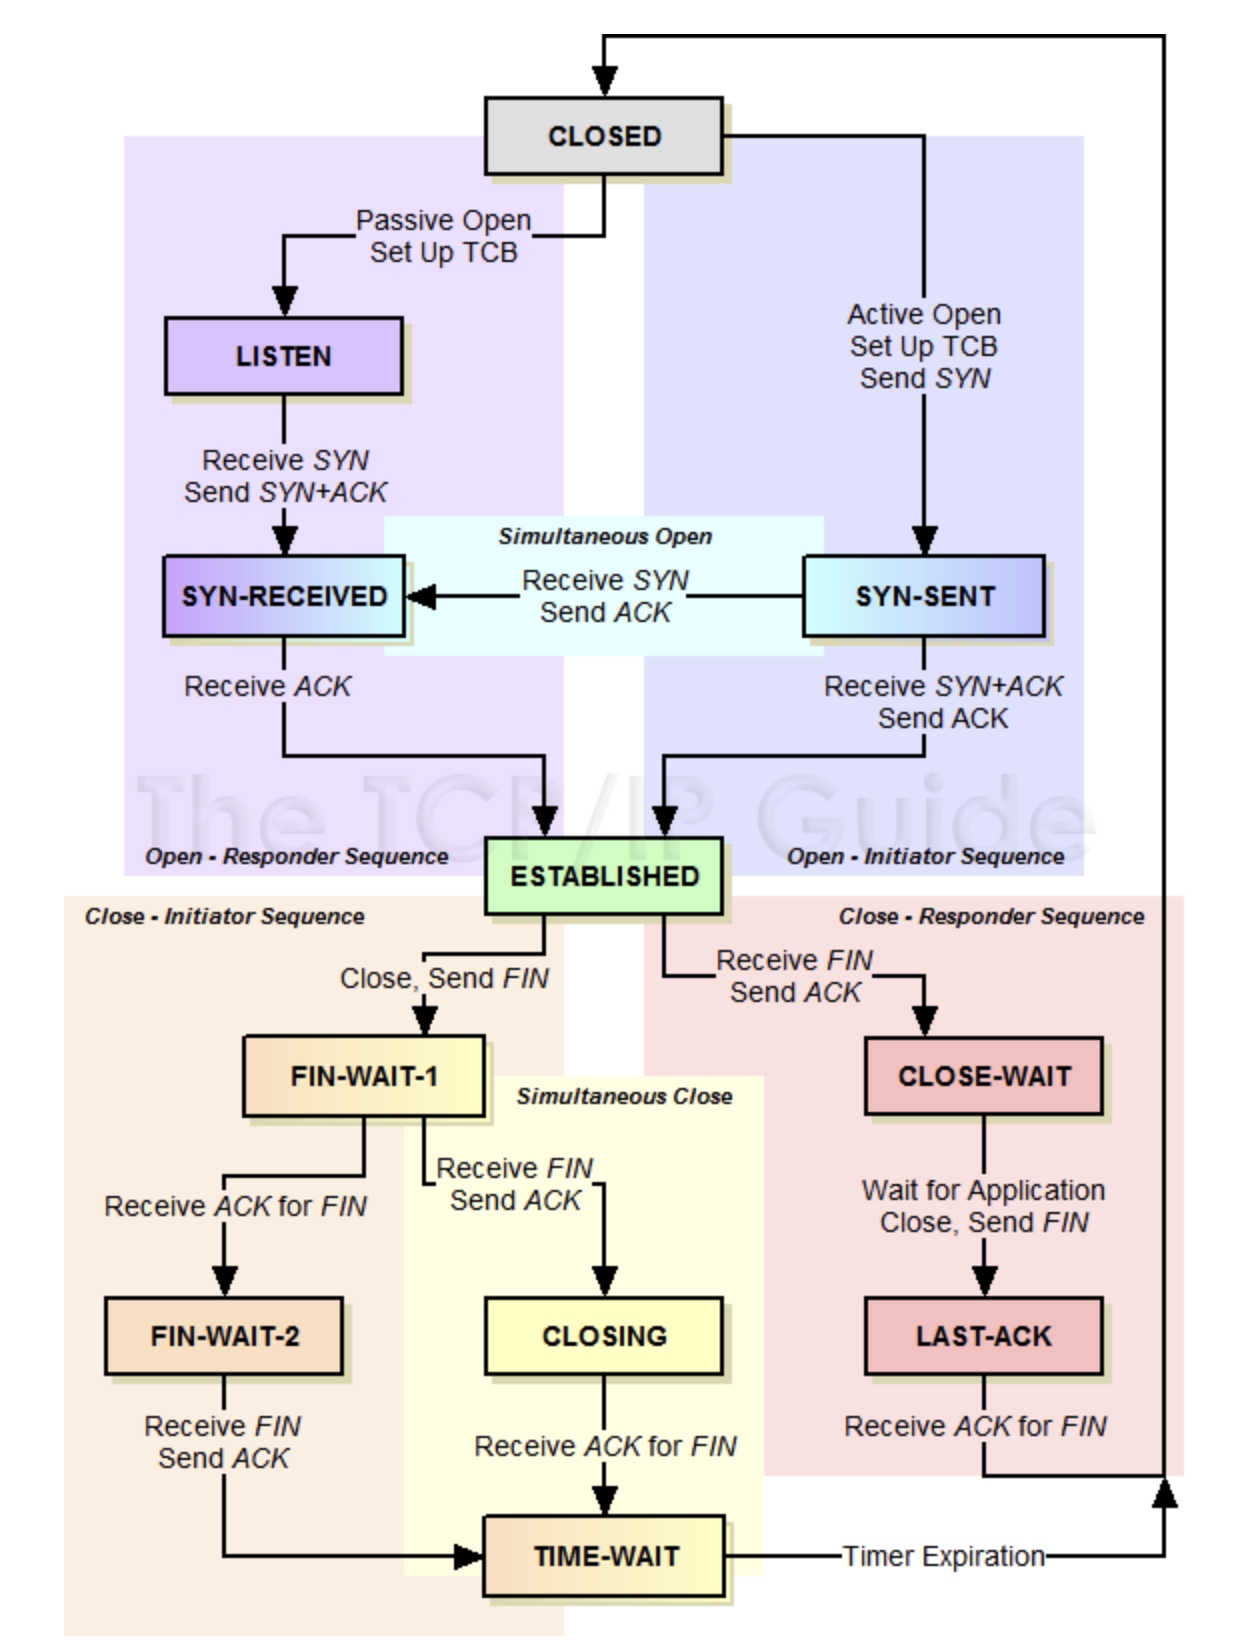 CLOSED
Passive Open
Set Up TCB
Active Open
Set Up TCB
Send SYN
LISTEN
Receive SYN
Send SYN+ACK
Simultaneous Open
SYN-RECEIVED
Receive SYN
Send ACK
SYN-SENT
Receive ACK
Receive SYN+ACK
Send ACK
The TCP/IP Guide
Open - Responder Sequence
Open - Initiator Sequence
ESTABLISHED
Close - Initiator Sequence
Close - Responder Sequence
Close, Send FIN
Receive FIN
Send ACK
FIN-WAIT-1
CLOSE-WAIT
Simultaneous Close
Receive FIN
Send ACK
Receive ACK for FIN
Wait for Application
Close, Send FIN
FIN-WAIT-2
CLOSING
LAST-ACK
Receive FIN
Send ACK
Receive ACK for FIN
Receive ACK for FIN
TIME-WAIT
Timer Expiration